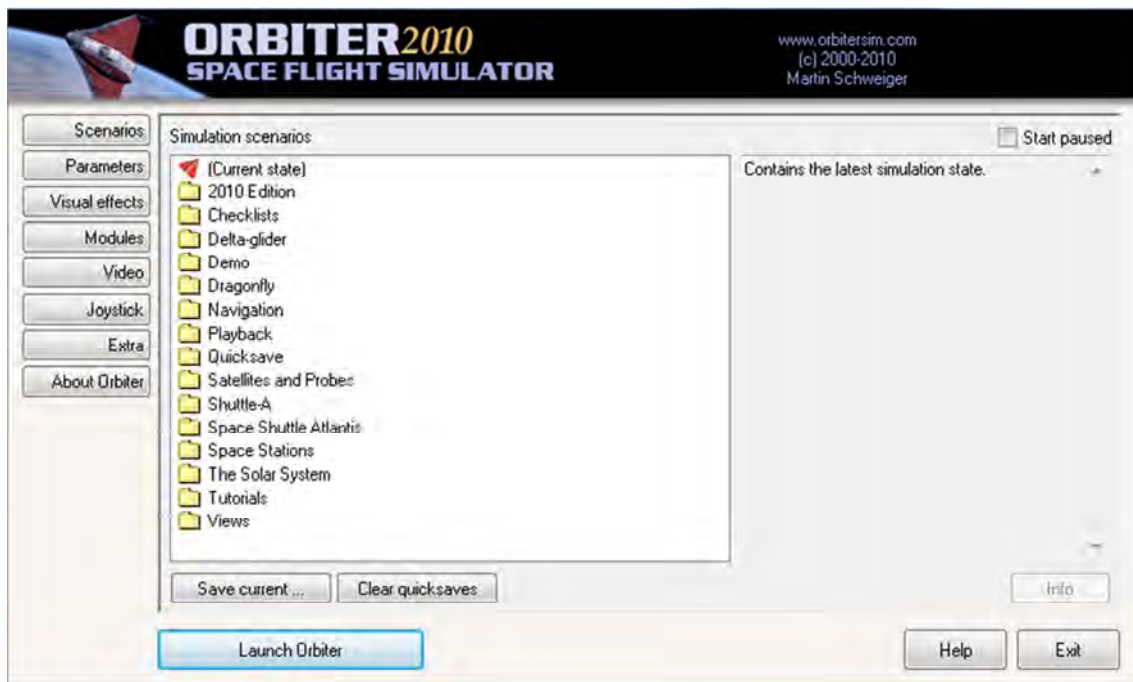 ORBITER2010
SPACE FLIGHT SIMULATOR
www.orbitersim.com
(c) 2000-2010
Martin Schweiger
Scenarios
Parameters
Visual effects
Modules
Video
Joystick
Extra
About Orbiter
Simulation scenarios
Start paused
(Current state)
2010 Edition
Checklists
Delta-glider
Demo
Dragonfly
Navigation
Playback
Quicksave
Satellites and Probes
Shuttle-A
Space Shuttle Atlantis
Space Stations
The Solar System
Tutorials
Views
Contains the latest simulation state.
Save current ...
Clear quicksaves
Info
Launch Orbiter
Help
Exit